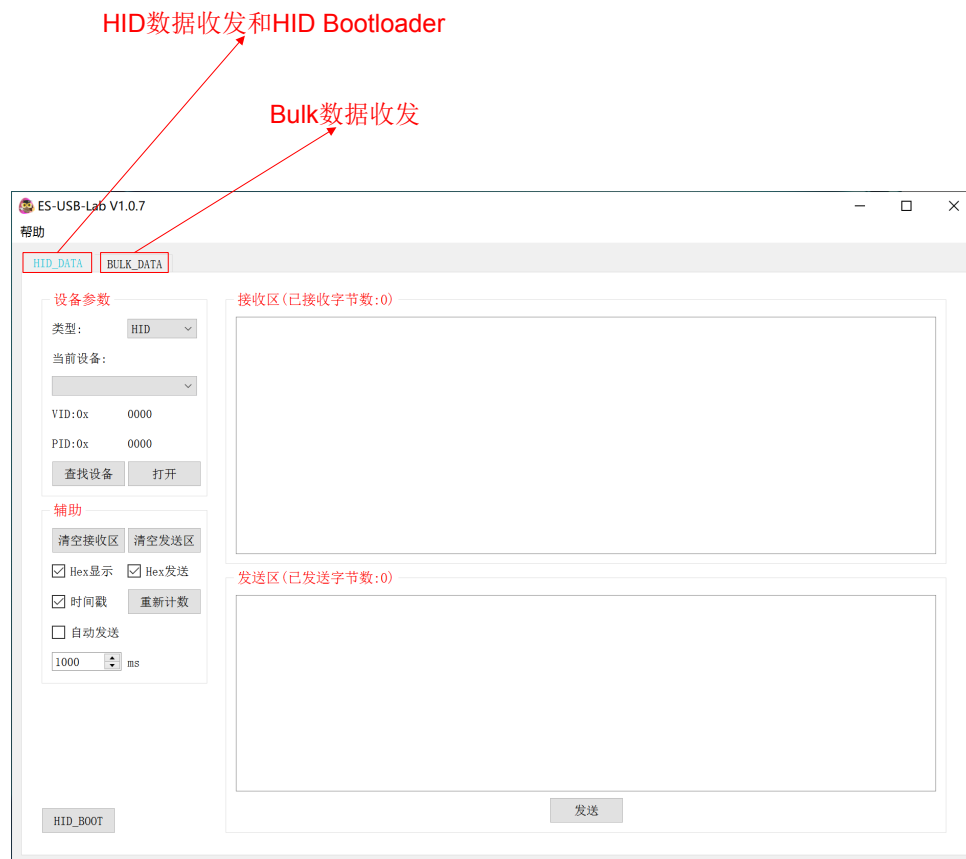 HID数据收发和HID Bootloader
Bulk数据收发
ES-USB-Lab V1.0.7
帮助
HID_DATA BULK_DATA
设备参数
类型: HID
当前设备:
VID:0x 0000
PID:0x 0000
查找设备 打开
辅助
清空接收区 清空发送区
Hex显示 Hex发送
时间戳 重新计数
自动发送
1000 ms
HID_BOOT
接收区(已接收字节数:0)
发送区(已发送字节数:0)
发送